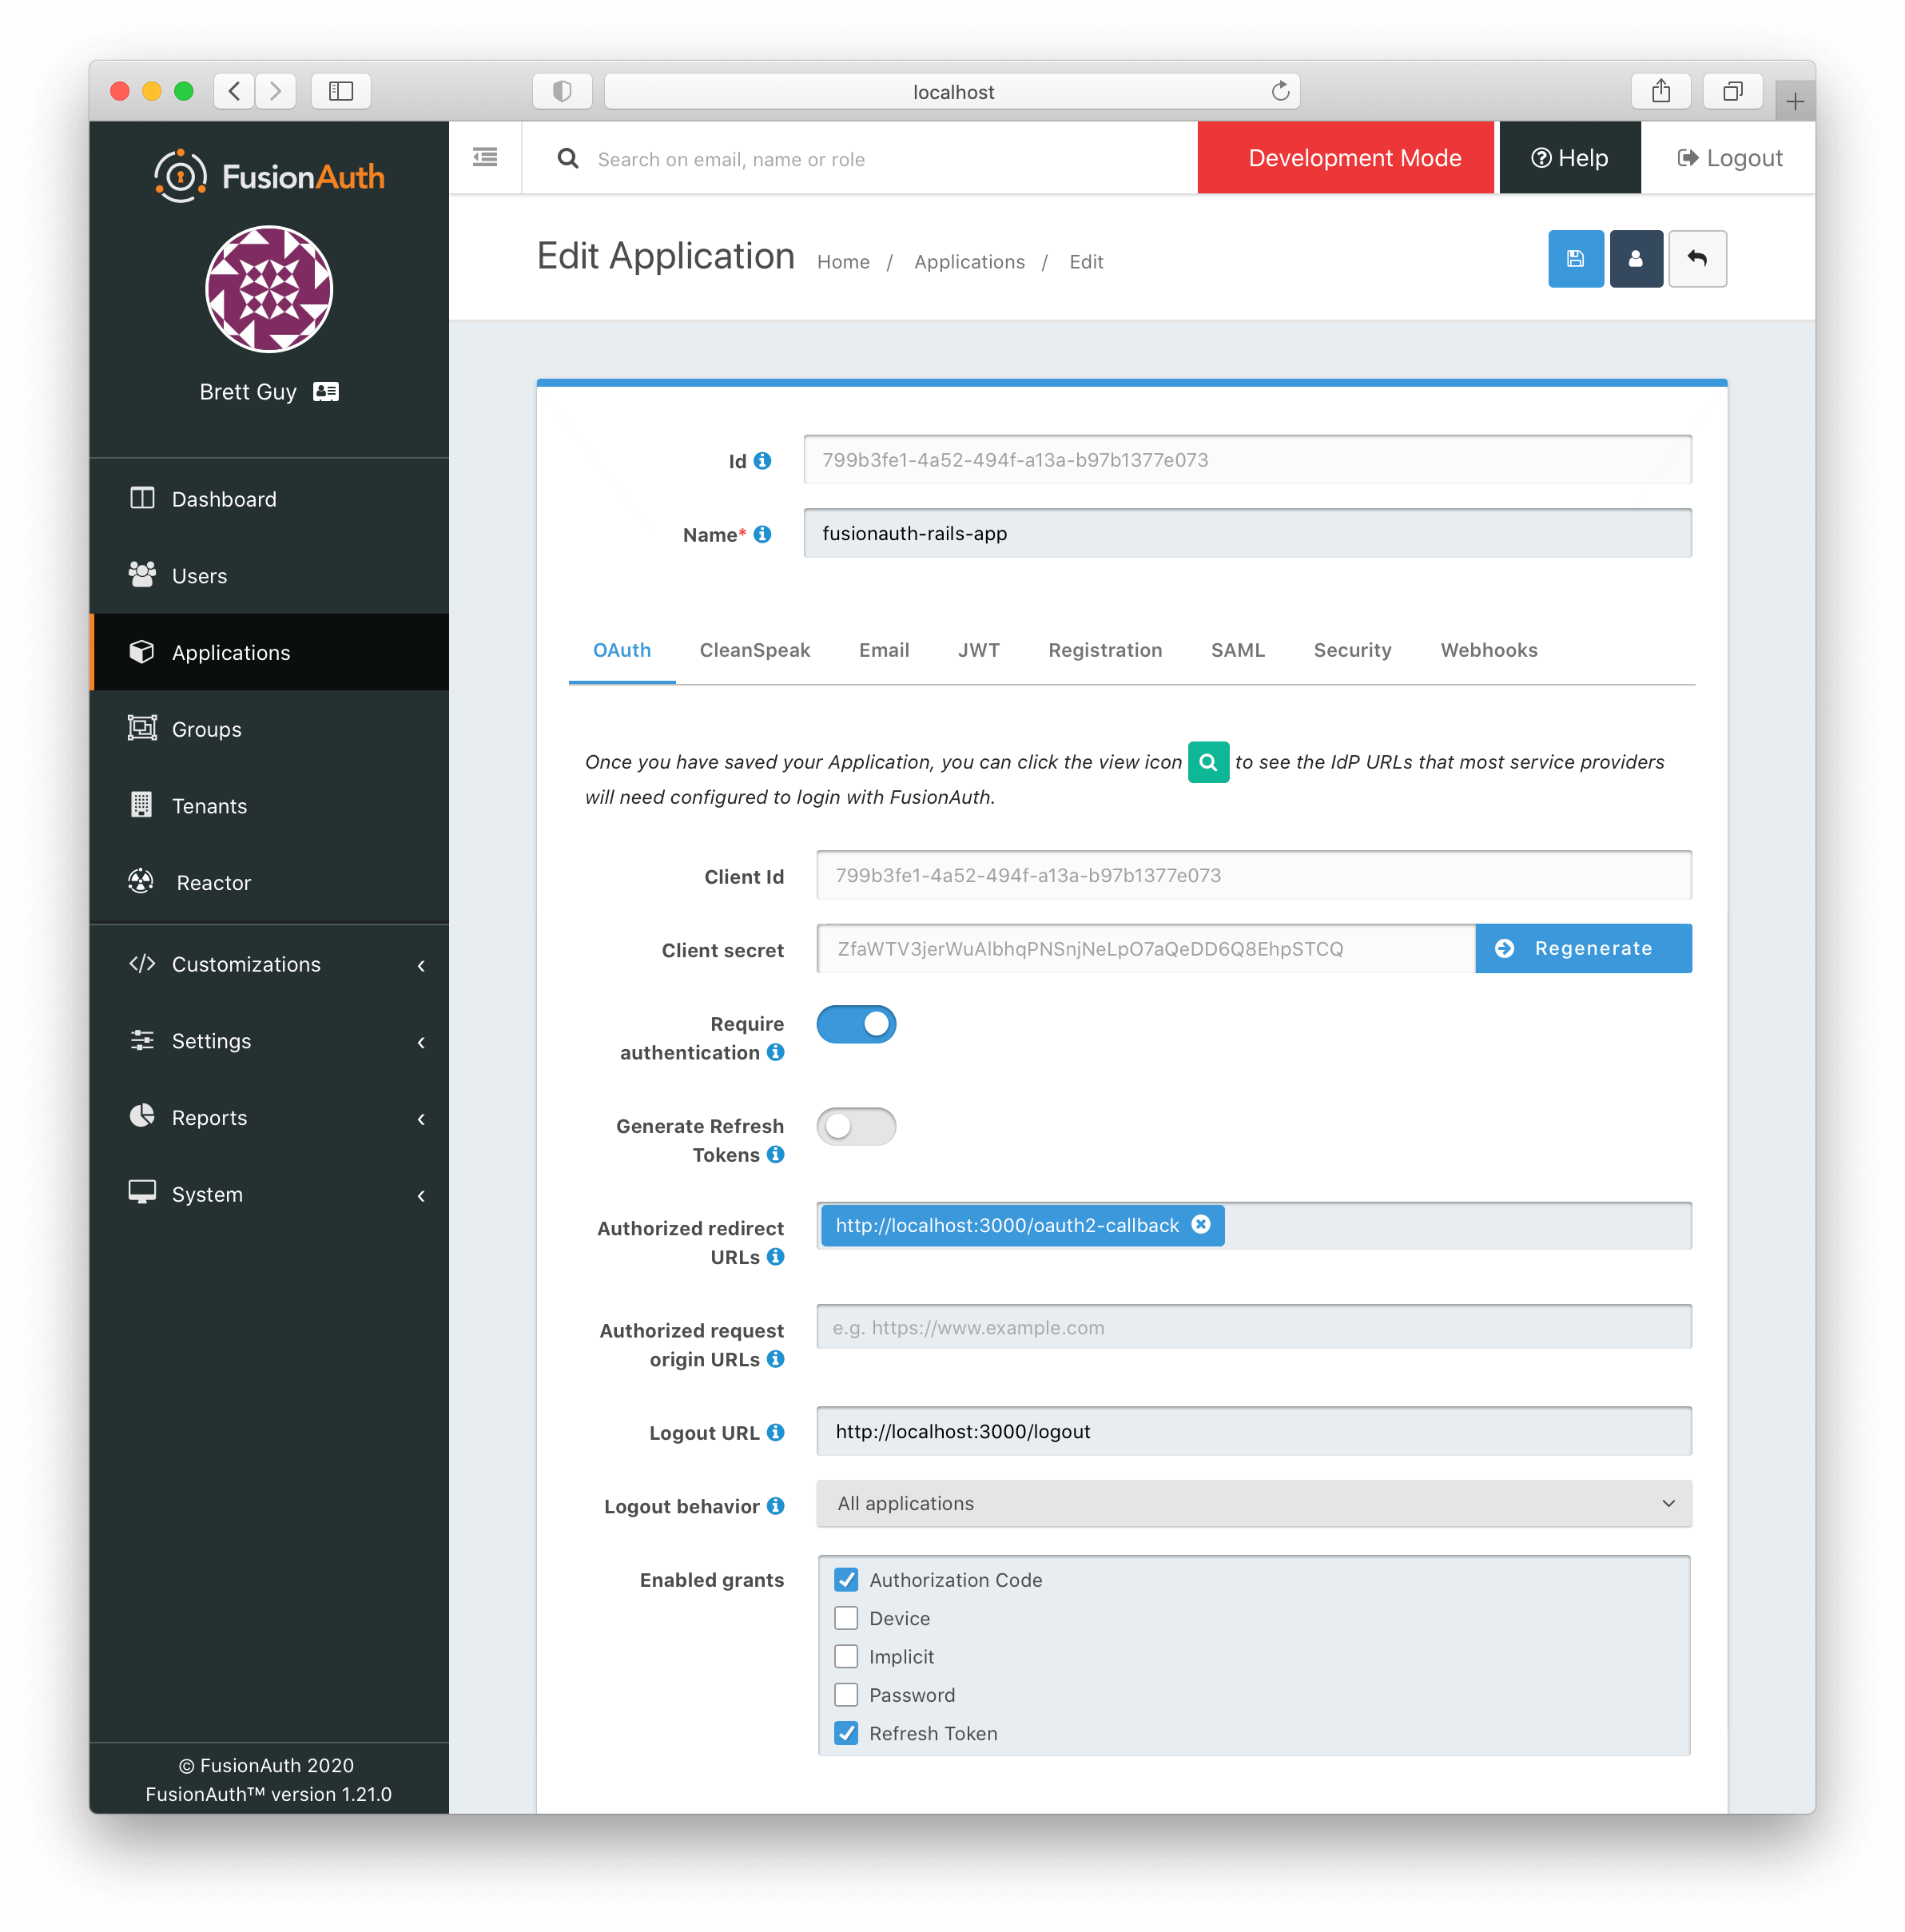 localhost
FusionAuth
Search on email, name or role
Development Mode
Help
Logout
Brett Guy
Edit Application
Home / Applications / Edit
Dashboard
Users
Applications
Groups
Tenants
Reactor
Customizations
Settings
Reports
System
© FusionAuth 2020
FusionAuth™ version 1.21.0
Id
799b3fe1-4a52-494f-a13a-b97b1377e073
Name*
fusionauth-rails-app
OAuth CleanSpeak Email JWT Registration SAML Security Webhooks
Once you have saved your Application, you can click the view icon to see the IdP URLs that most service providers
will need configured to login with FusionAuth.
Client Id
799b3fe1-4a52-494f-a13a-b97b1377e073
Client secret
ZfaWTV3jerWuAlbhqPNSnjNeLpO7aQeDD6Q8EhpSTCQ
Regenerate
Require
authentication
Generate Refresh
Tokens
Authorized redirect
URLs
http://localhost:3000/oauth2-callback
Authorized request
origin URLs
e.g. https://www.example.com
Logout URL
http://localhost:3000/logout
Logout behavior
All applications
Enabled grants
Authorization Code
Device
Implicit
Password
Refresh Token